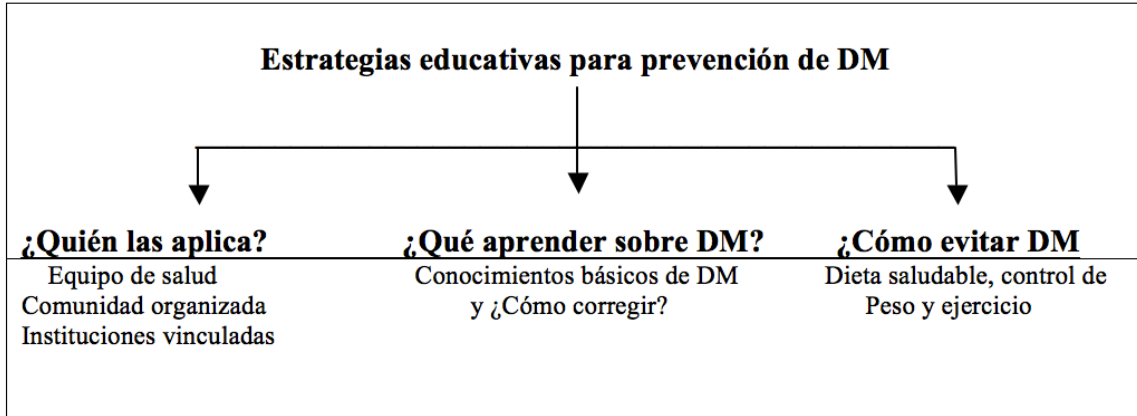 Estrategias educativas para prevención de DM
¿Quién las aplica?
Equipo de salud
Comunidad organizada
Instituciones vinculadas
¿Qué aprender sobre DM?
Conocimientos básicos de DM
y ¿Cómo corregir?
¿Cómo evitar DM
Dieta saludable, control de
Peso y ejercicio